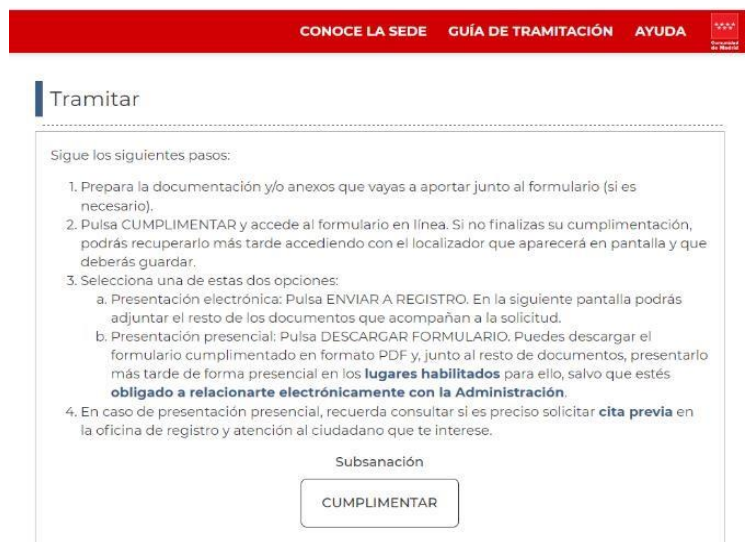 CONOCE LA SEDE GUÍA DE TRAMITACIÓN AYUDA
Comunidad
de Madrid
Tramitar
Sigue los siguientes pasos:
1. Prepara la documentación y/o anexos que vayas a aportar junto al formulario (si es
necesario).
2. Pulsa CUMPLIMENTAR y accede al formulario en línea. Si no finalizas su cumplimentación,
podrás recuperarlo más tarde accediendo con el localizador que aparecerá en pantalla y que
deberás guardar.
3. Selecciona una de estas dos opciones:
a. Presentación electrónica: Pulsa ENVIAR A REGISTRO. En la siguiente pantalla podrás
adjuntar el resto de los documentos que acompañan a la solicitud.
b. Presentación presencial: Pulsa DESCARGAR FORMULARIO. Puedes descargar el
formulario cumplimentado en formato PDF y, junto al resto de documentos, presentarlo
más tarde de forma presencial en los lugares habilitados para ello, salvo que estés
obligado a relacionarte electrónicamente con la Administración.
4. En caso de presentación presencial, recuerda consultar si es preciso solicitar cita previa en
la oficina de registro y atención al ciudadano que te interese.
Subsanación
CUMPLIMENTAR